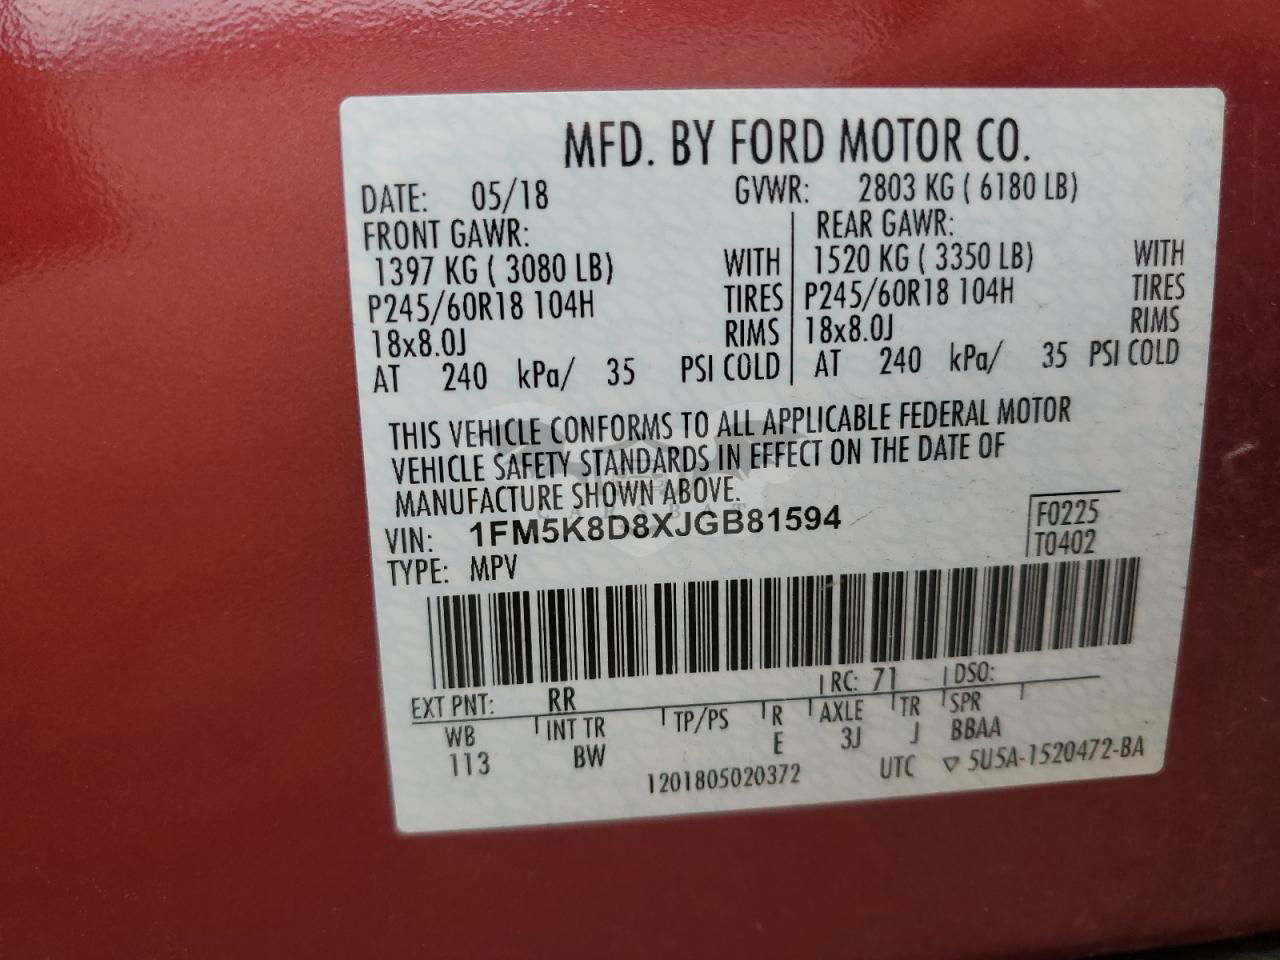 MFD. BY FORD MOTOR CO.
DATE: 05/18 GVWR: 2803 KG ( 6180 LB)
FRONT GAWR: REAR GAWR:
1397 KG ( 3080 LB) WITH 1520 KG ( 3350 LB) WITH
P245/60R18 104H TIRES P245/60R18 104H TIRES
18x8.0J RIMS 18x8.0J RIMS
AT 240 kPa/ 35 PSI COLD AT 240 kPa/ 35 PSI COLD
THIS VEHICLE CONFORMS TO ALL APPLICABLE FEDERAL MOTOR
VEHICLE SAFETY STANDARDS IN EFFECT ON THE DATE OF
MANUFACTURE SHOWN ABOVE.
VIN: 1FM5K8D8XJGB81594 F0225
TYPE: MPV T0402
EXT PNT: RR RC: 71 DSO:
WB INT TR TP/PS R AXLE TR SPR
113 BW E 3J J BBAA
1201805020372 UTC ▽ 5U5A-1520472-BA